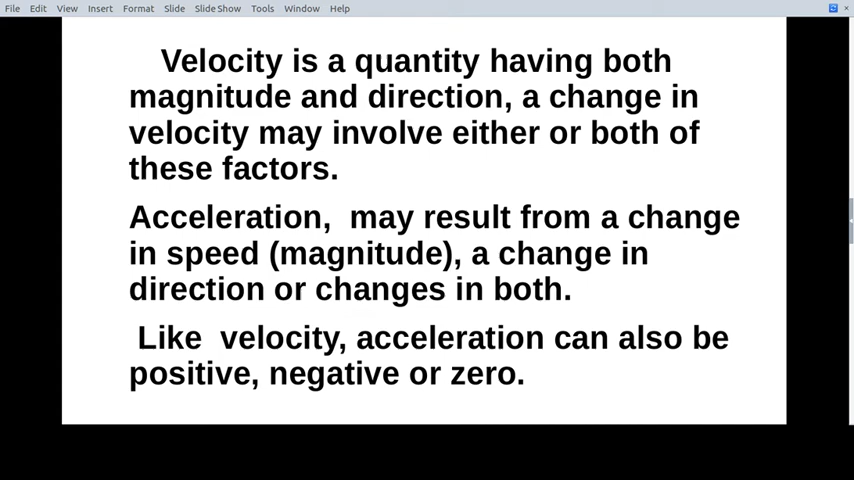 File Edit View Insert Format Slide Slide Show Tools Window Help
Velocity is a quantity having both
magnitude and direction, a change in
velocity may involve either or both of
these factors.
Acceleration,  may result from a change
in speed (magnitude), a change in
direction or changes in both.
Like  velocity, acceleration can also be
positive, negative or zero.